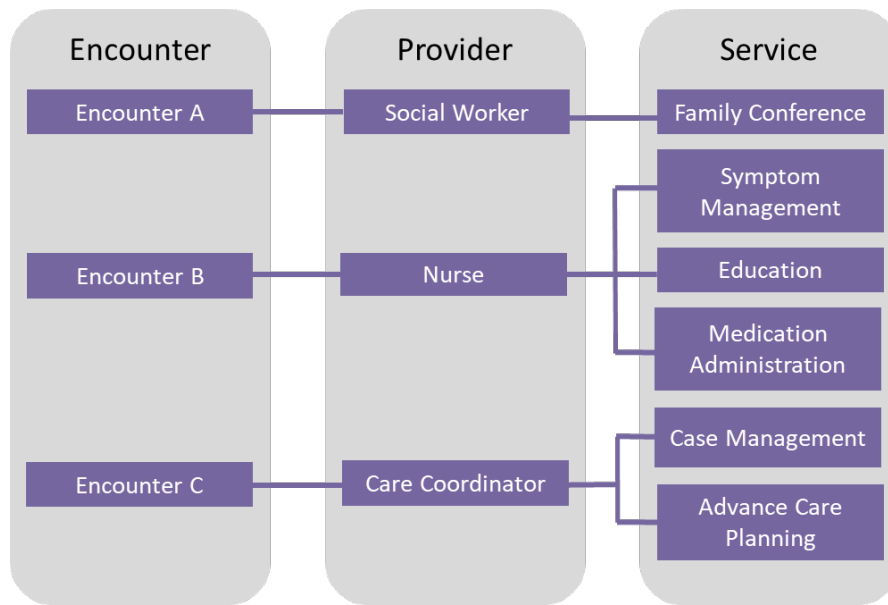 Encounter
Provider
Service
Encounter A
Social Worker
Family Conference
Encounter B
Nurse
Symptom
Management
Education
Medication
Administration
Encounter C
Care Coordinator
Case Management
Advance Care
Planning